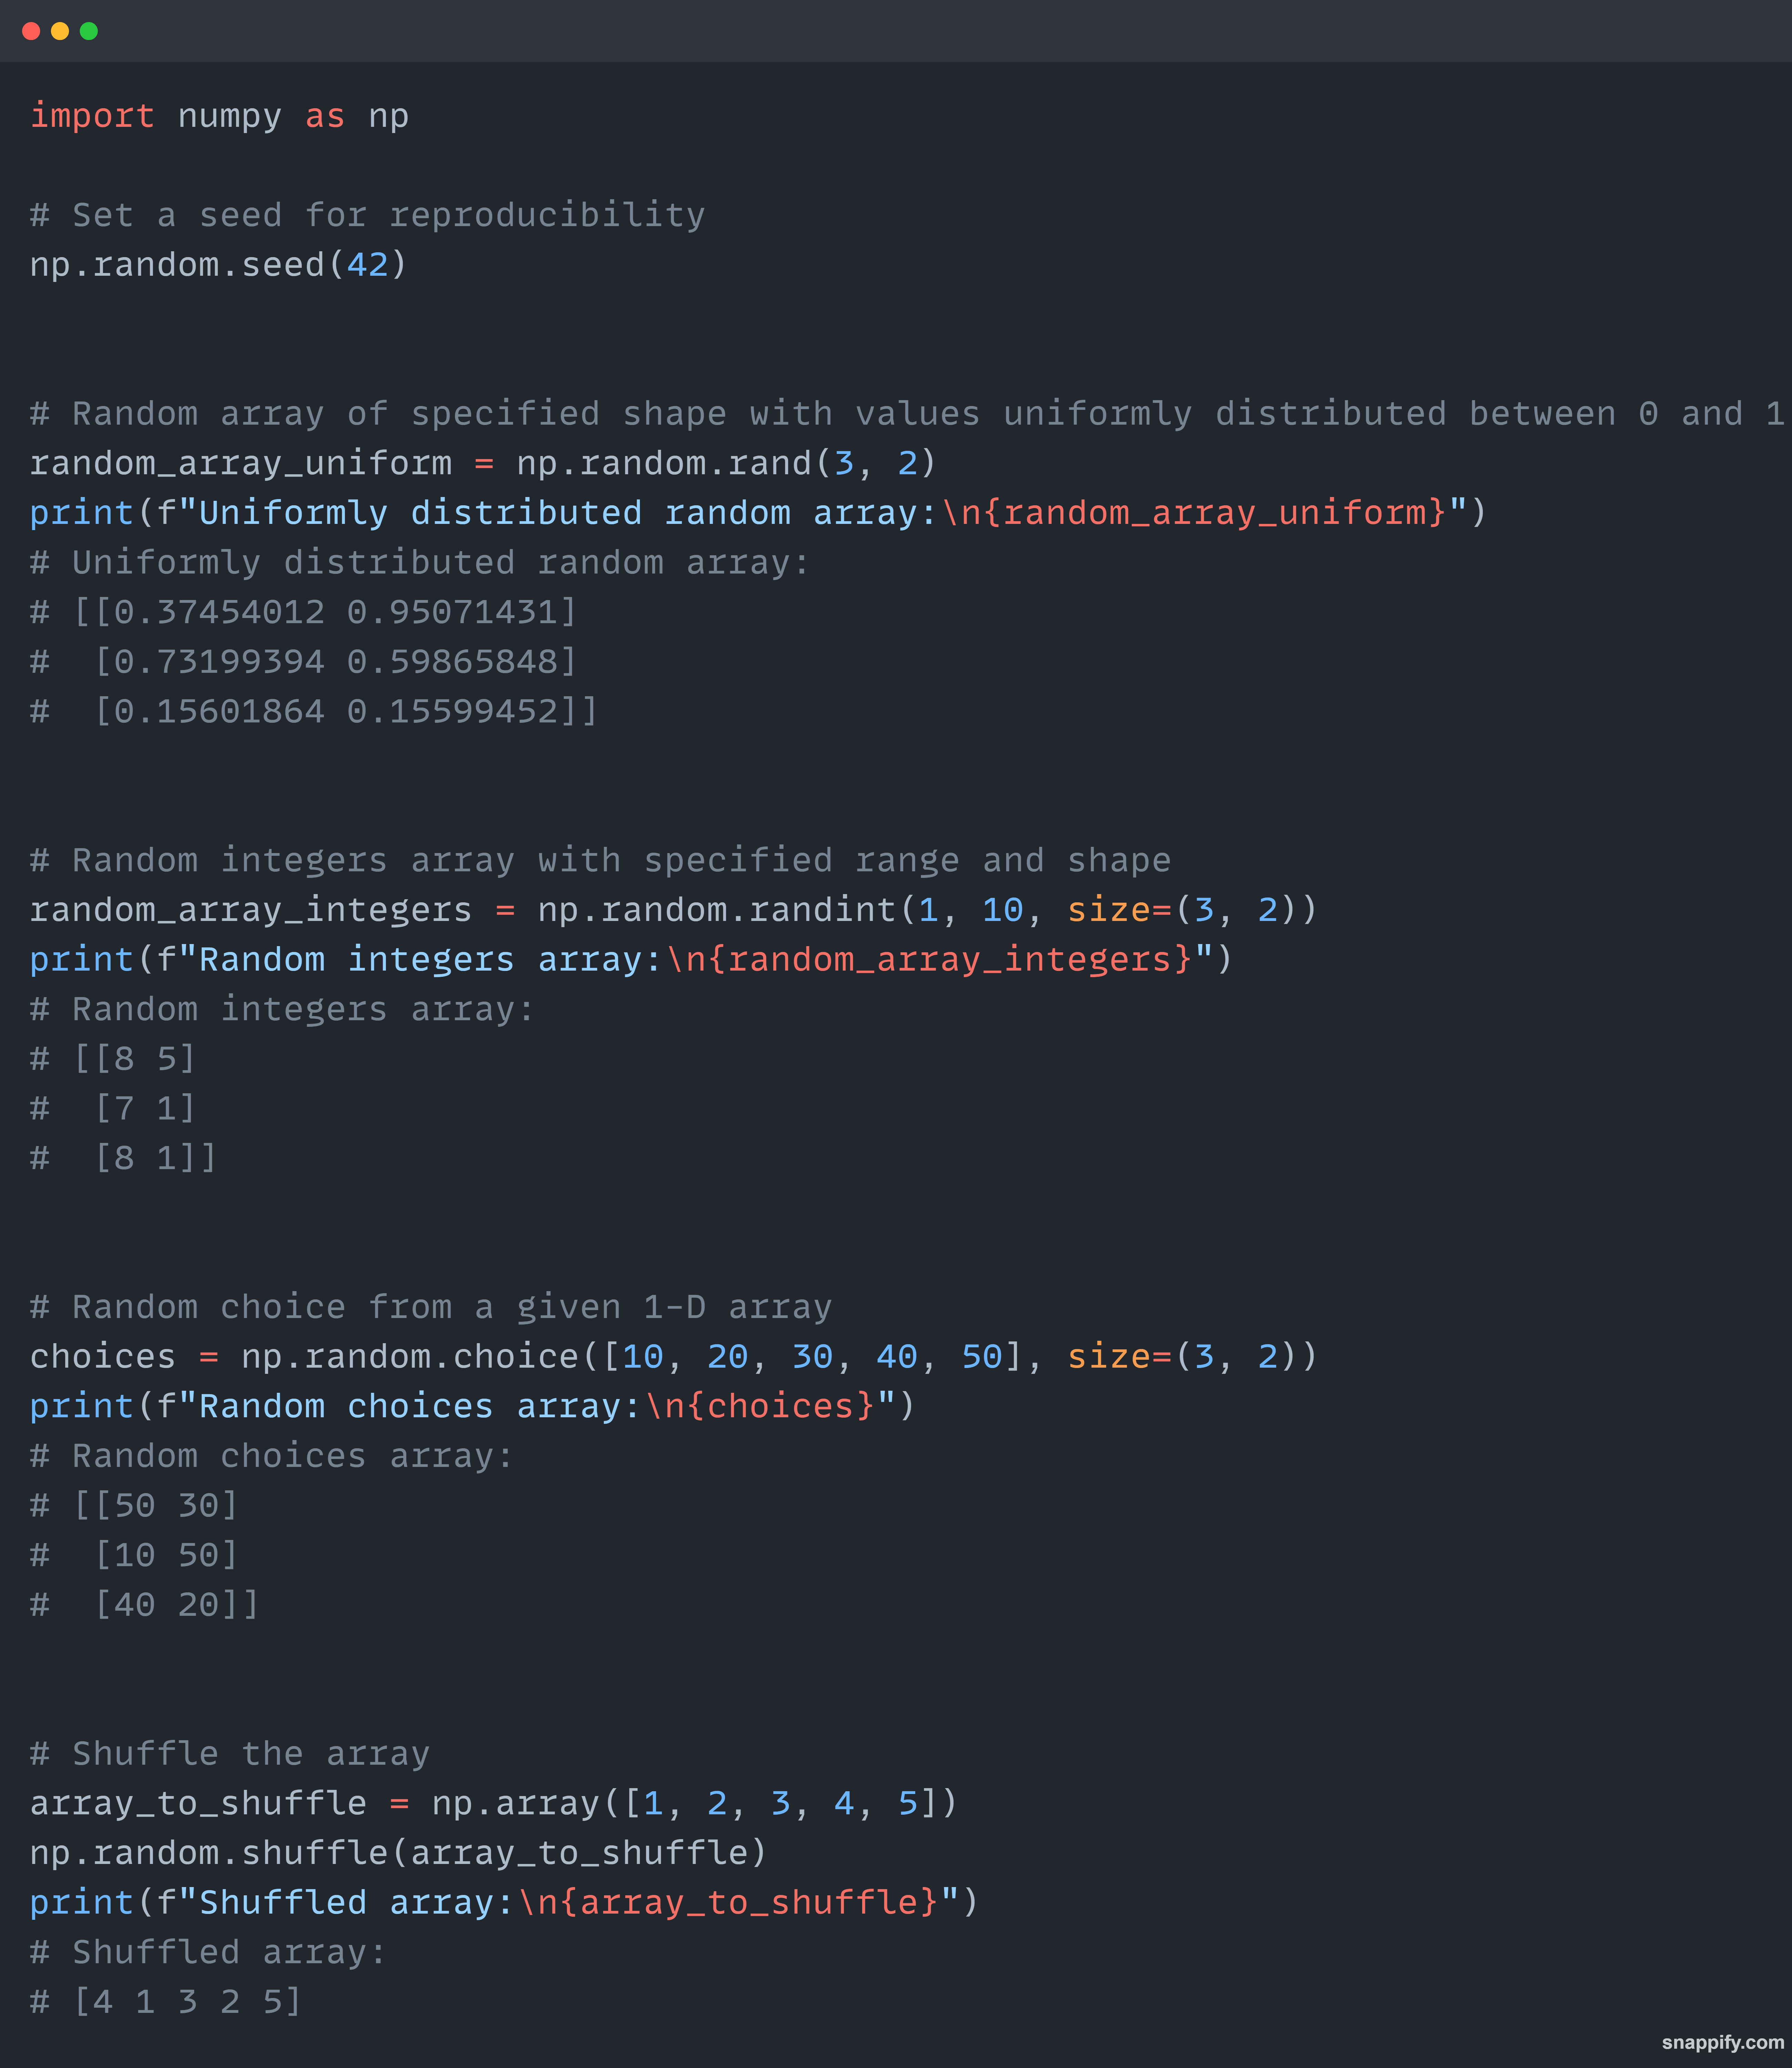 import numpy as np
# Set a seed for reproducibility
np.random.seed(42)
# Random array of specified shape with values uniformly distributed between 0 and 1
random_array_uniform = np.random.rand(3, 2)
print(f"Uniformly distributed random array:\n{random_array_uniform}")
# Uniformly distributed random array:
# [[0.37454012 0.95071431]
#  [0.73199394 0.59865848]
#  [0.15601864 0.15599452]]
# Random integers array with specified range and shape
random_array_integers = np.random.randint(1, 10, size=(3, 2))
print(f"Random integers array:\n{random_array_integers}")
# Random integers array:
# [[8 5]
#  [7 1]
#  [8 1]]
# Random choice from a given 1-D array
choices = np.random.choice([10, 20, 30, 40, 50], size=(3, 2))
print(f"Random choices array:\n{choices}")
# Random choices array:
# [[50 30]
#  [10 50]
#  [40 20]]
# Shuffle the array
array_to_shuffle = np.array([1, 2, 3, 4, 5])
np.random.shuffle(array_to_shuffle)
print(f"Shuffled array:\n{array_to_shuffle}")
# Shuffled array:
# [4 1 3 2 5]
snappify.com